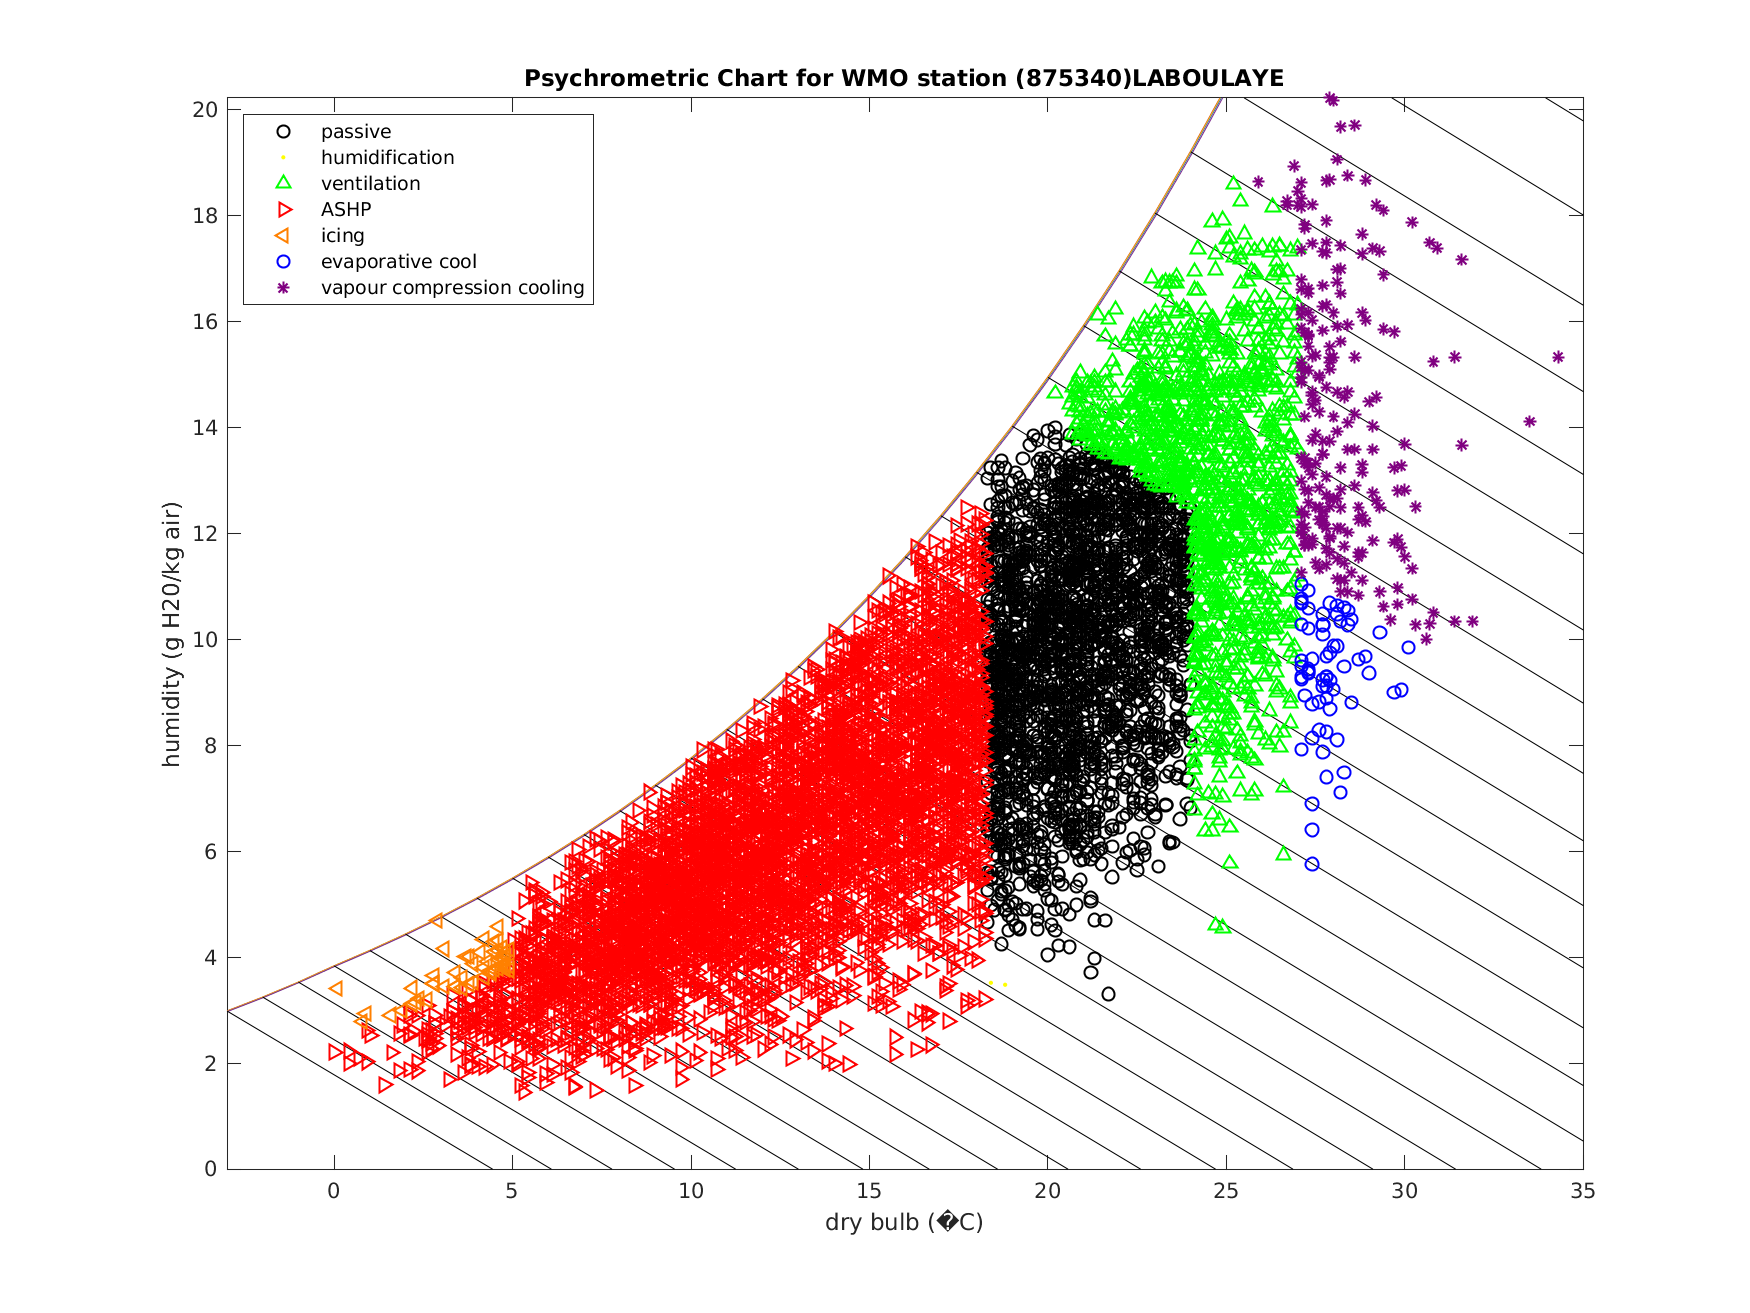 Psychrometric Chart for WMO station (875340)LABOULAYE
passive
humidification
ventilation
ASHP
icing
evaporative cool
vapour compression cooling
humidity (g H20/kg air)
20
18
16
14
12
10
8
6
4
2
0
0 5 10 15 20 25 30 35
dry bulb (�C)